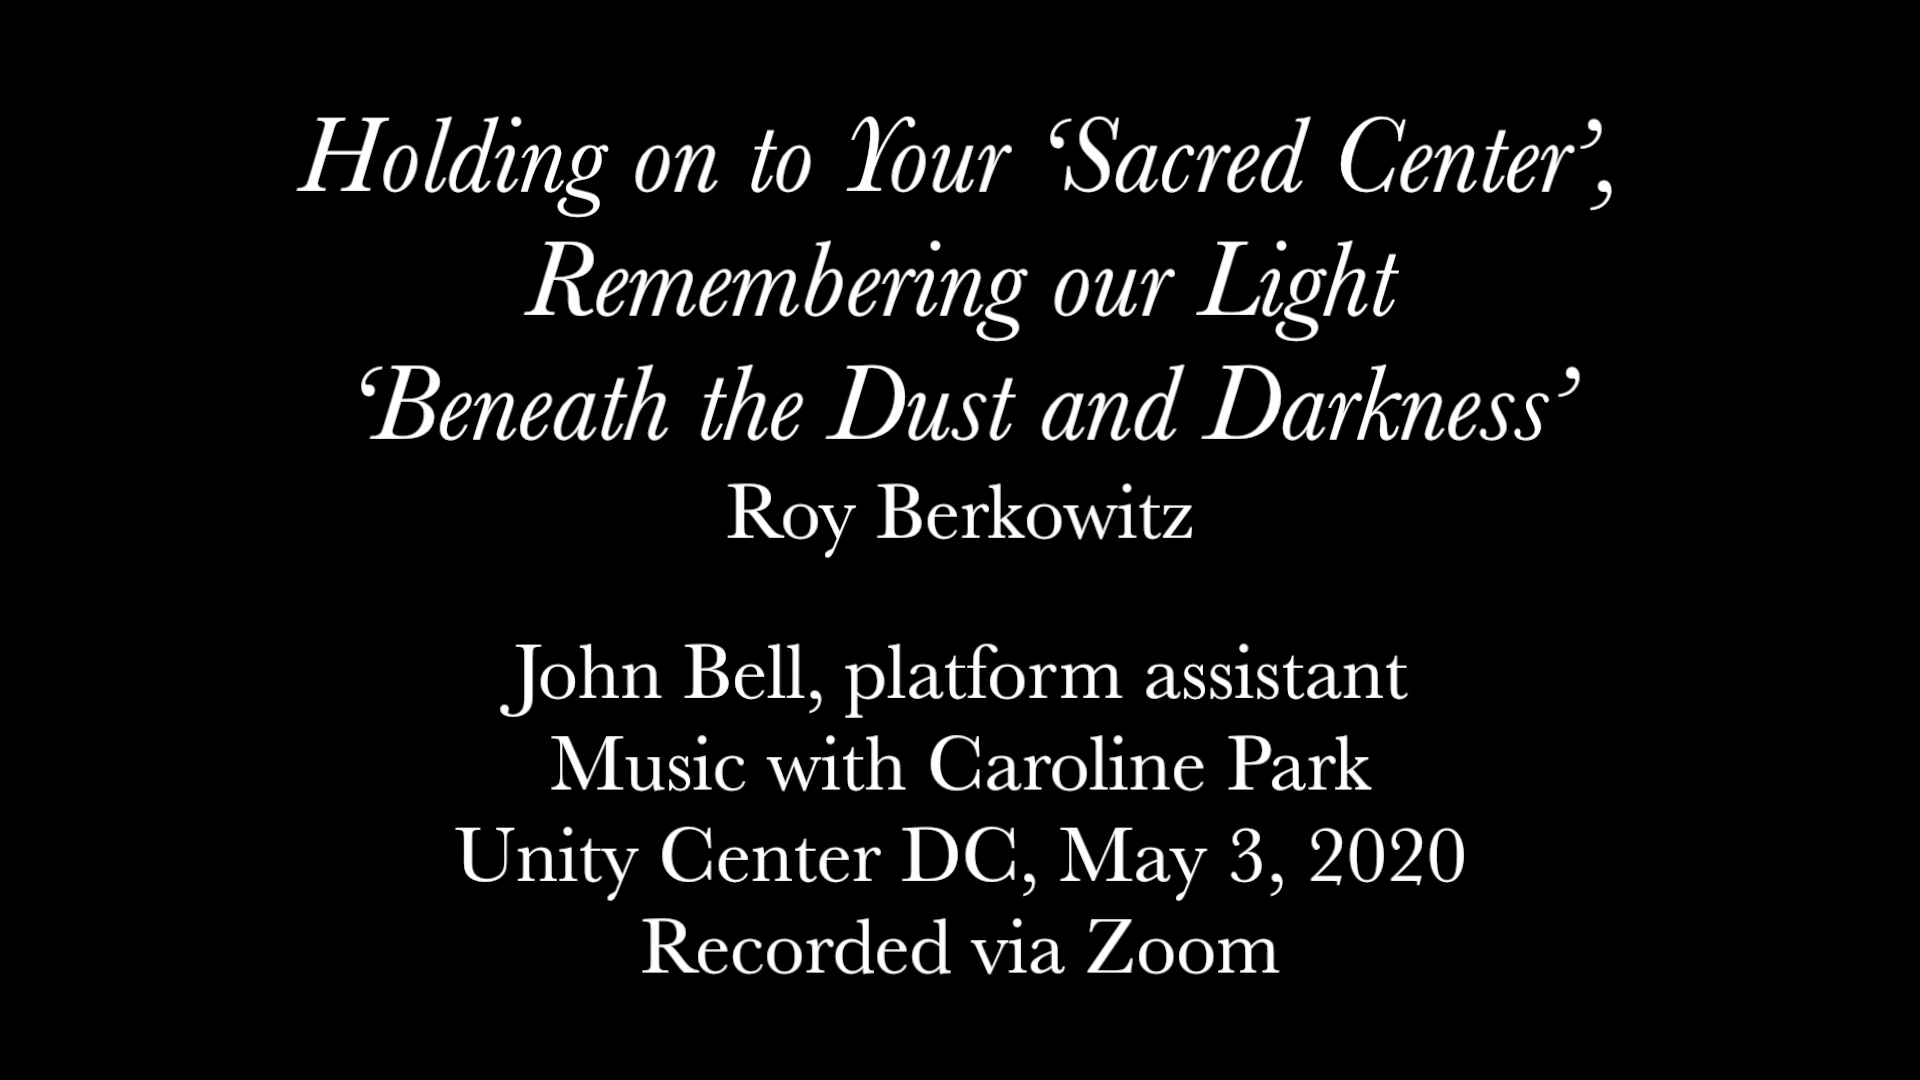 Holding on to Your ‘Sacred Center’,
Remembering our Light
‘Beneath the Dust and Darkness’
Roy Berkowitz
John Bell, platform assistant
Music with Caroline Park
Unity Center DC, May 3, 2020
Recorded via Zoom